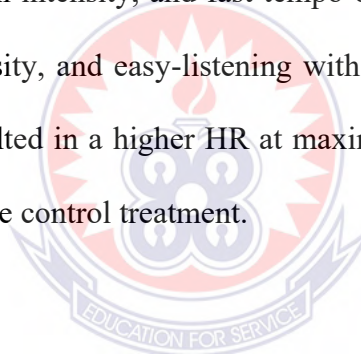 intensity, and fast tempo
sity, and easy-listening with
lted in a higher HR at maxi
e control treatment.
EDUCATION FOR SERVICE